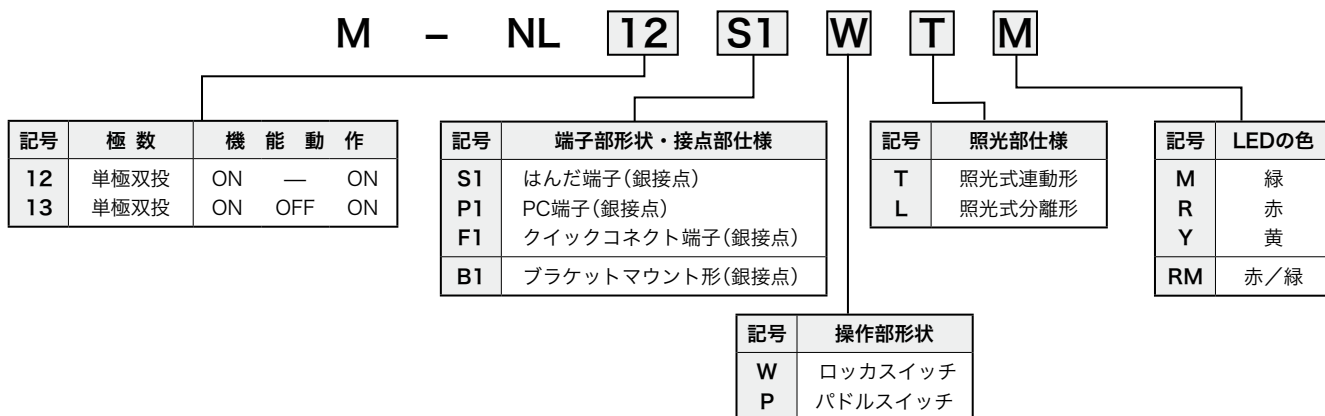 M – NL 12 S1 W T M
記号 極数 機能動作
12 単極双投 ON — ON
13 単極双投 ON OFF ON
記号 端子部形状・接点部仕様
S1 はんだ端子(銀接点)
P1 PC端子(銀接点)
F1 クイックコネクト端子(銀接点)
B1 ブラケットマウント形(銀接点)
記号 照光部仕様
T 照光式連動形
L 照光式分離形
記号 LEDの色
M 緑
R 赤
Y 黄
RM 赤/緑
記号 操作部形状
W ロッカスイッチ
P パドルスイッチ